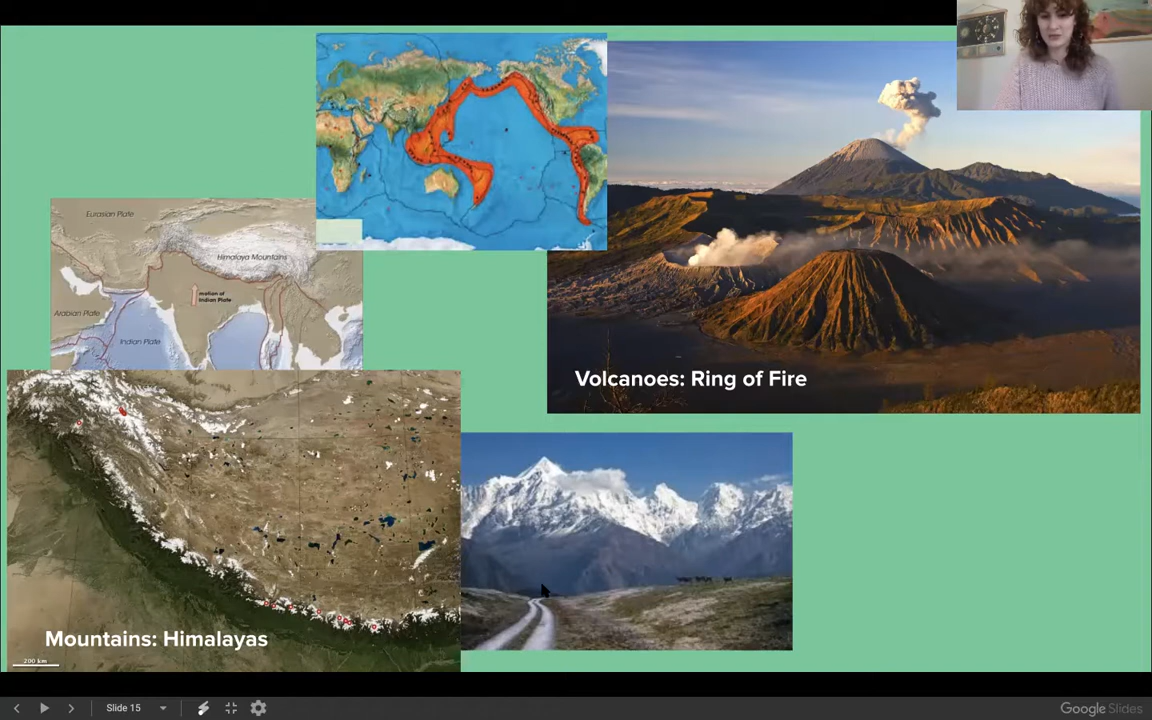 Eurasian Plate
Himalaya Mountains
motion of
Indian Plate
Arabian Plate
Indian Plate
Volcanoes: Ring of Fire
Mountains: Himalayas
200 km
Slide 15
Google Slides